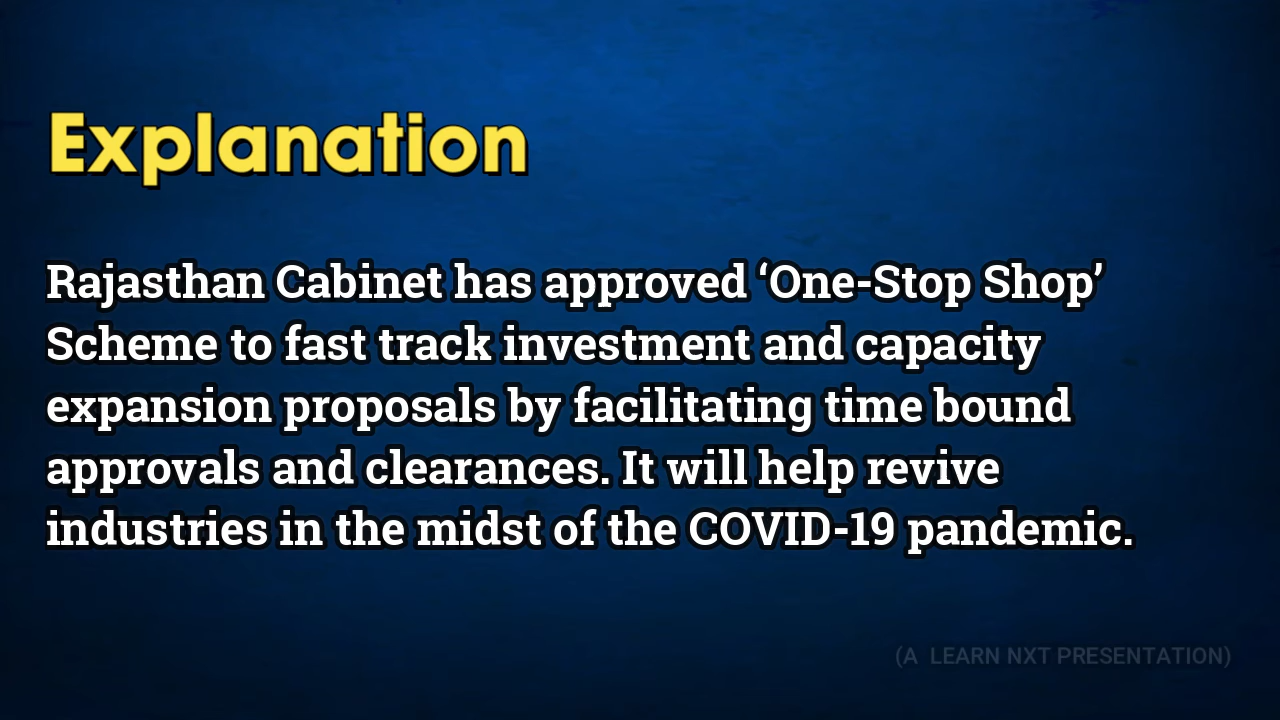 Explanation
Rajasthan Cabinet has approved ‘One-Stop Shop’
Scheme to fast track investment and capacity
expansion proposals by facilitating time bound
approvals and clearances. It will help revive
industries in the midst of the COVID-19 pandemic.
(A LEARN NXT PRESENTATION)